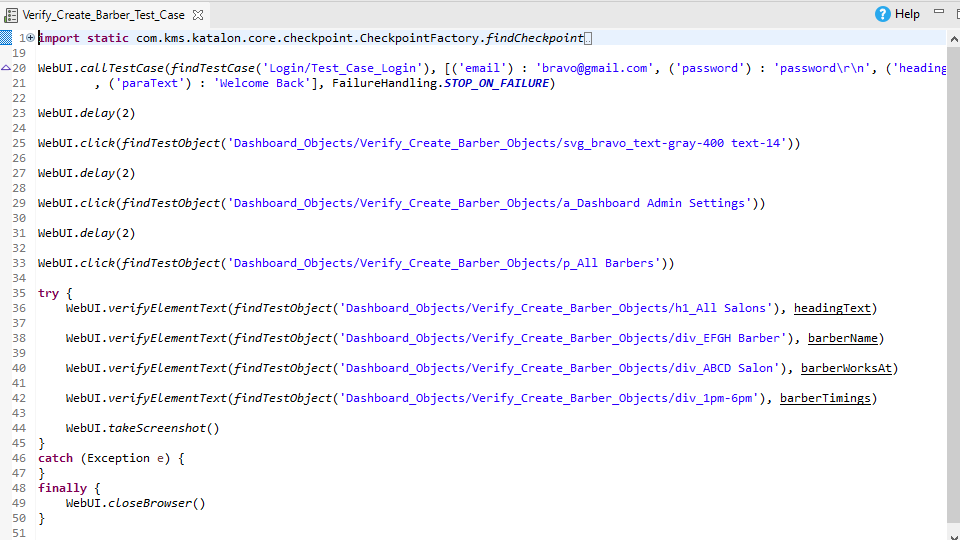 Verify_Create_Barber_Test_Case
Help
1 import static com.kms.katalon.core.checkpoint.CheckpointFactory.findCheckpoint
19
20 WebUI.callTestCase(findTestCase('Login/Test_Case_Login'), [('email') : 'bravo@gmail.com', ('password') : 'password\r\n', ('heading
21 , ('paraText') : 'Welcome Back'], FailureHandling.STOP_ON_FAILURE)
22
23 WebUI.delay(2)
24
25 WebUI.click(findTestObject('Dashboard_Objects/Verify_Create_Barber_Objects/svg_bravo_text-gray-400 text-14'))
26
27 WebUI.delay(2)
28
29 WebUI.click(findTestObject('Dashboard_Objects/Verify_Create_Barber_Objects/a_Dashboard Admin Settings'))
30
31 WebUI.delay(2)
32
33 WebUI.click(findTestObject('Dashboard_Objects/Verify_Create_Barber_Objects/p_All Barbers'))
34
35 try {
36 WebUI.verifyElementText(findTestObject('Dashboard_Objects/Verify_Create_Barber_Objects/h1_All Salons'), headingText)
37
38 WebUI.verifyElementText(findTestObject('Dashboard_Objects/Verify_Create_Barber_Objects/div_EFGH Barber'), barberName)
39
40 WebUI.verifyElementText(findTestObject('Dashboard_Objects/Verify_Create_Barber_Objects/div_ABCD Salon'), barberWorksAt)
41
42 WebUI.verifyElementText(findTestObject('Dashboard_Objects/Verify_Create_Barber_Objects/div_1pm-6pm'), barberTimings)
43
44 WebUI.takeScreenshot()
45 }
46 catch (Exception e) {
47 }
48 finally {
49 WebUI.closeBrowser()
50 }
51